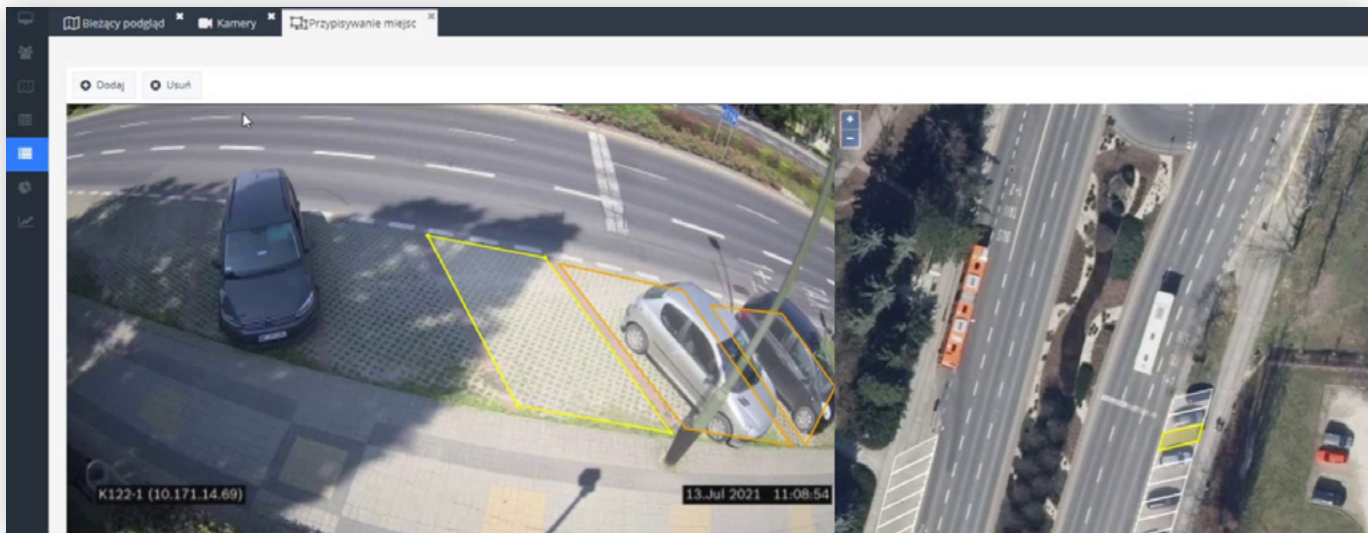 Bieżący podgląd
Kamery
Przypisywanie miejsc
Dodaj
Usuń
+
-
K122-1 (10.171.14.69)
13.Jul 2021 11:08:54